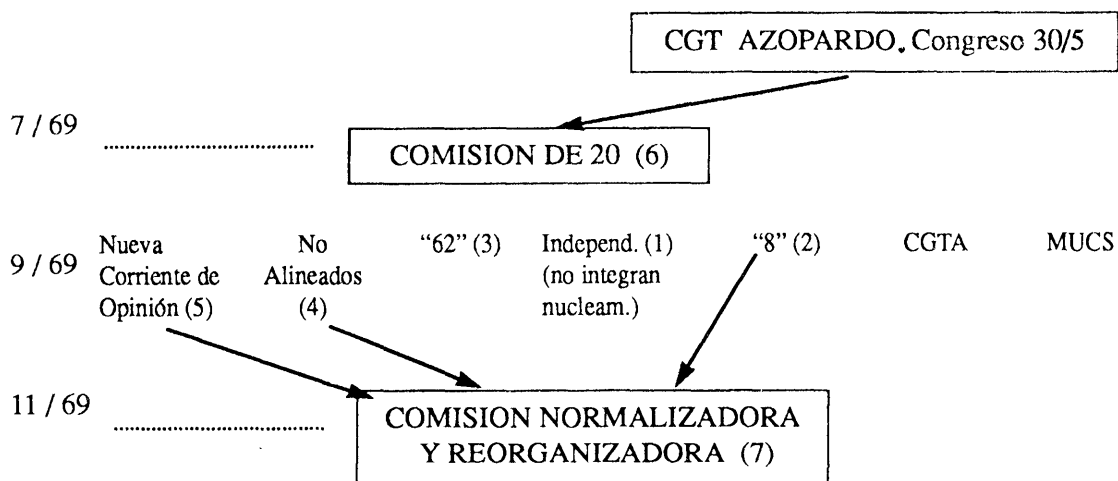 CGT AZOPARDO. Congreso 30/5
7 / 69 ....................................
COMISION DE 20 (6)
9 / 69
Nueva
Corriente de
Opinión (5)
No
Alineados
(4)
“62” (3)
Independ. (1)
(no integran
nucleam.)
“8” (2)
CGTA
MUCS
11 / 69 ....................................
COMISION NORMALIZADORA
Y REORGANIZADORA (7)